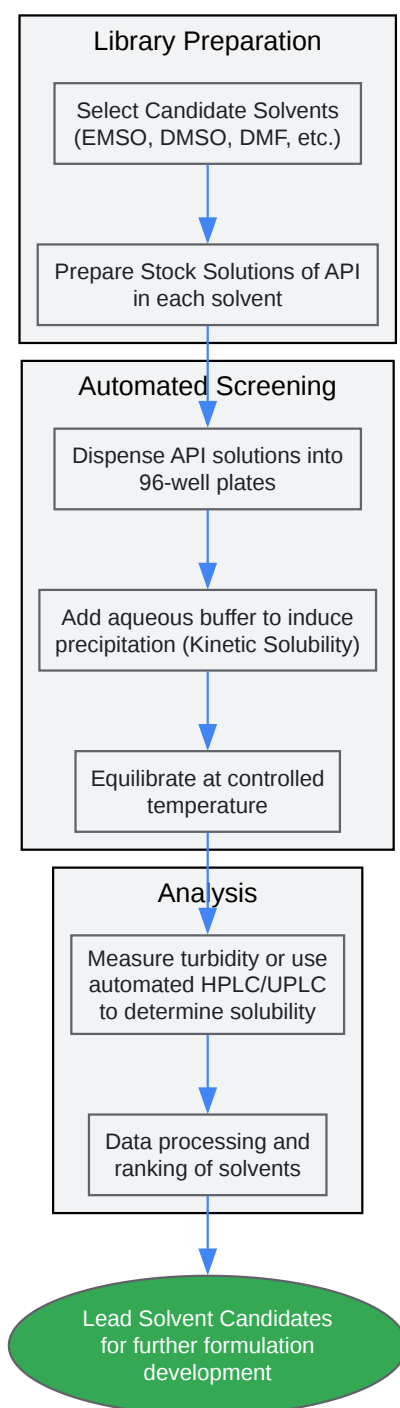 Library Preparation
Select Candidate Solvents
(EMSO, DMSO, DMF, etc.)
Prepare Stock Solutions of API
in each solvent
Automated Screening
Dispense API solutions into
96-well plates
Add aqueous buffer to induce
precipitation (Kinetic Solubility)
Equilibrate at controlled
temperature
Analysis
Measure turbidity or use
automated HPLC/UPLC
to determine solubility
Data processing and
ranking of solvents
Lead Solvent Candidates
for further formulation
development